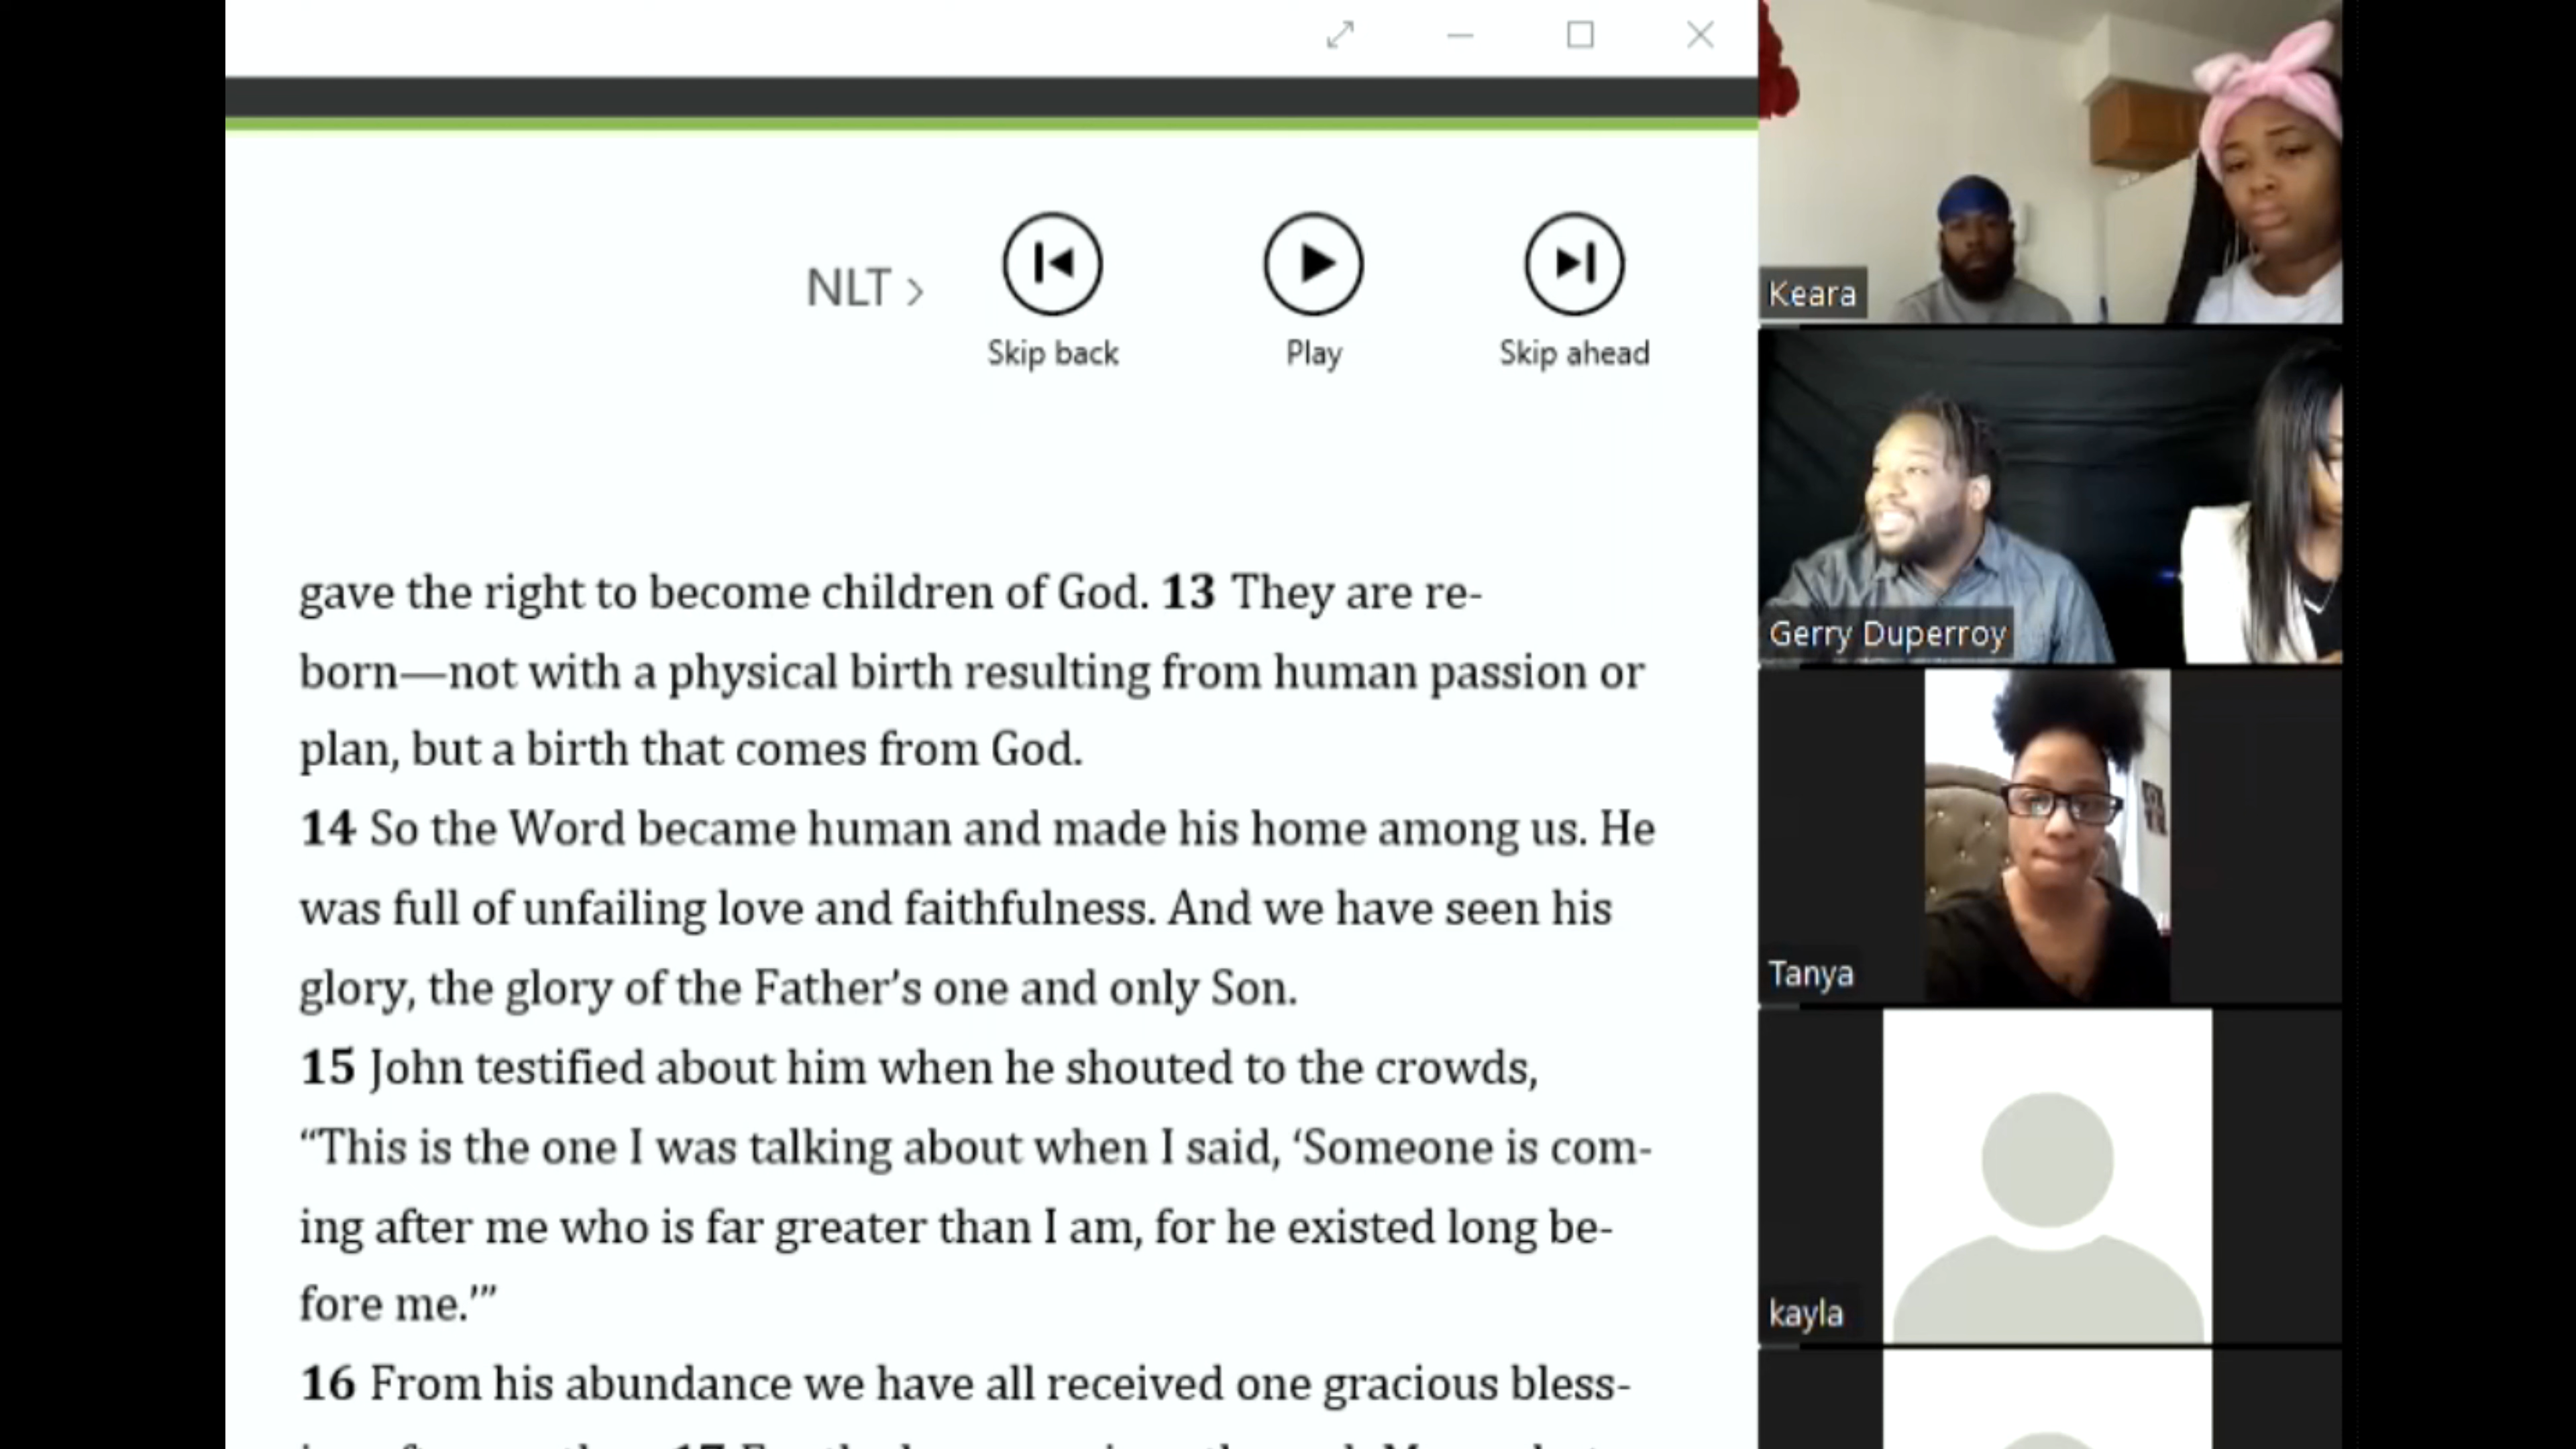 NLT >
Skip back
Play
Skip ahead
gave the right to become children of God. 13 They are re-
born—not with a physical birth resulting from human passion or
plan, but a birth that comes from God.
14 So the Word became human and made his home among us. He
was full of unfailing love and faithfulness. And we have seen his
glory, the glory of the Father’s one and only Son.
15 John testified about him when he shouted to the crowds,
“This is the one I was talking about when I said, ‘Someone is com-
ing after me who is far greater than I am, for he existed long be-
fore me.’”
16 From his abundance we have all received one gracious bless-
17
Keara
Gerry Duperroy
Tanya
kayla